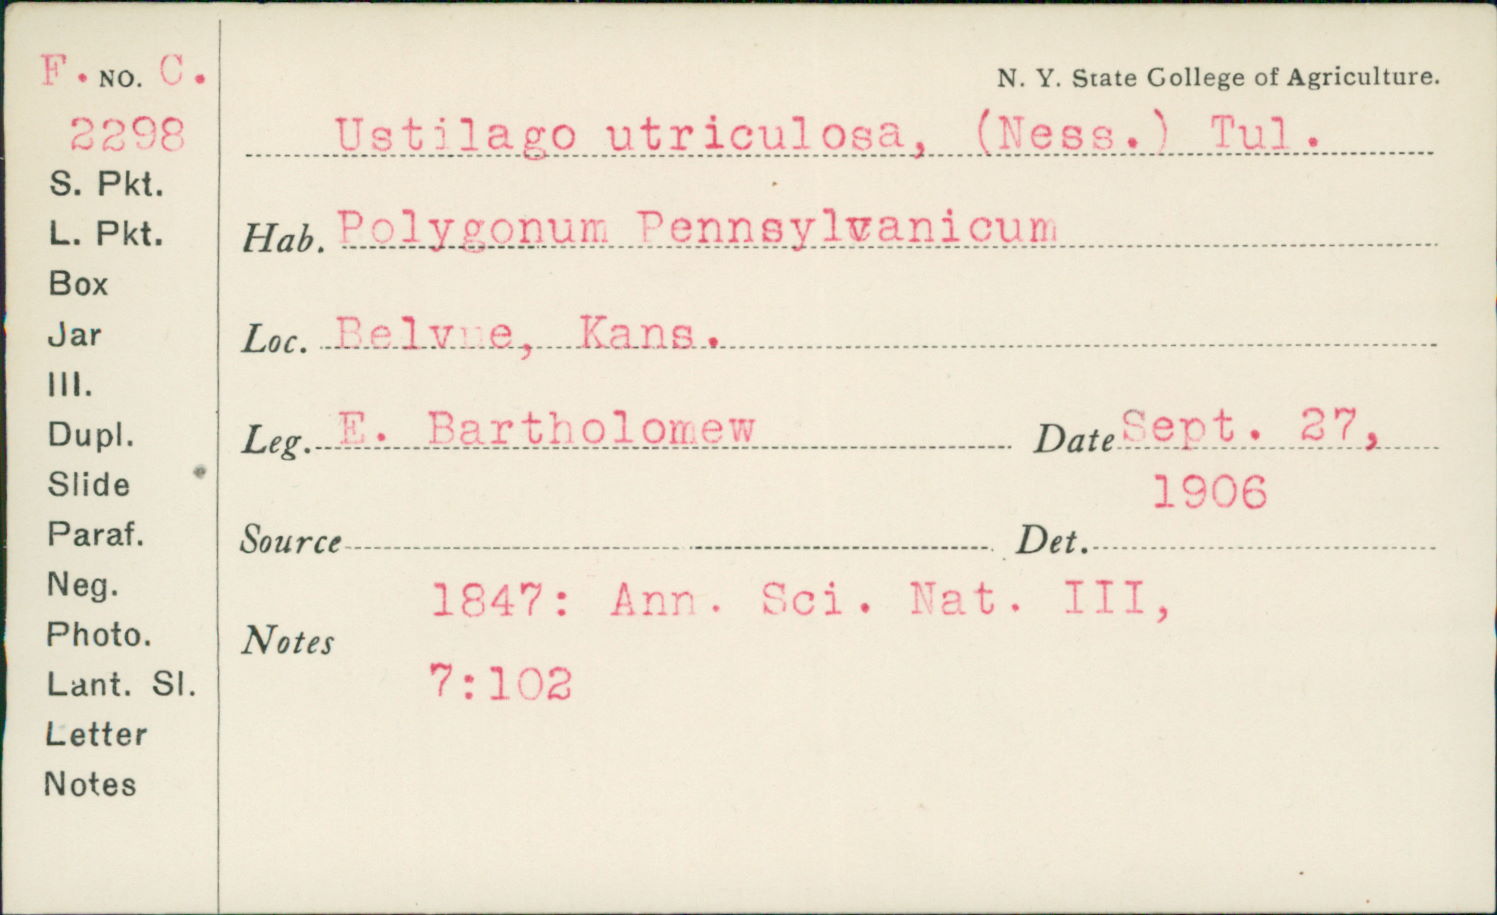 F. NO. C.
2298
S. Pkt.
L. Pkt.
Box
Jar
Ill.
Dupl.
Slide
Paraf.
Neg.
Photo.
Lant. Sl.
Letter
Notes
N. Y. State College of Agriculture.
Ustilago utriculosa, (Ness.) Tul.
Hab. Polygonum Pennsylvanicum
Loc. Belvue, Kans.
Leg. E. Bartholomew Date Sept. 27,
1906
Source Det.
1847: Ann. Sci. Nat. III,
Notes
7:102